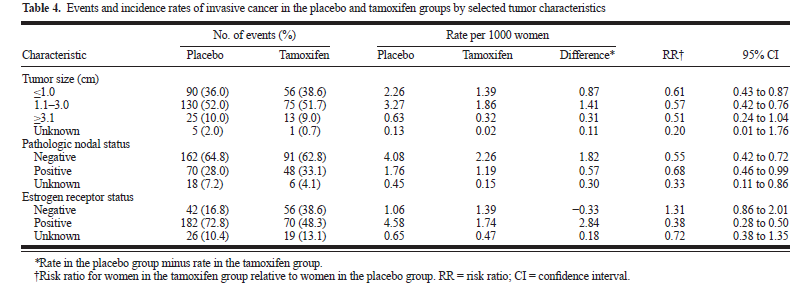 Table 4. Events and incidence rates of invasive cancer in the placebo and tamoxifen groups by selected tumor characteristics
No. of events (%) Rate per 1000 women
Characteristic Placebo Tamoxifen Placebo Tamoxifen Difference* RR† 95% CI
Tumor size (cm)
≤1.0 90 (36.0) 56 (38.6) 2.26 1.39 0.87 0.61 0.43 to 0.87
1.1–3.0 130 (52.0) 75 (51.7) 3.27 1.86 1.41 0.57 0.42 to 0.76
≥3.1 25 (10.0) 13 (9.0) 0.63 0.32 0.31 0.51 0.24 to 1.04
Unknown 5 (2.0) 1 (0.7) 0.13 0.02 0.11 0.20 0.01 to 1.76
Pathologic nodal status
Negative 162 (64.8) 91 (62.8) 4.08 2.26 1.82 0.55 0.42 to 0.72
Positive 70 (28.0) 48 (33.1) 1.76 1.19 0.57 0.68 0.46 to 0.99
Unknown 18 (7.2) 6 (4.1) 0.45 0.15 0.30 0.33 0.11 to 0.86
Estrogen receptor status
Negative 42 (16.8) 56 (38.6) 1.06 1.39 −0.33 1.31 0.86 to 2.01
Positive 182 (72.8) 70 (48.3) 4.58 1.74 2.84 0.38 0.28 to 0.50
Unknown 26 (10.4) 19 (13.1) 0.65 0.47 0.18 0.72 0.38 to 1.35
*Rate in the placebo group minus rate in the tamoxifen group.
†Risk ratio for women in the tamoxifen group relative to women in the placebo group. RR = risk ratio; CI = confidence interval.